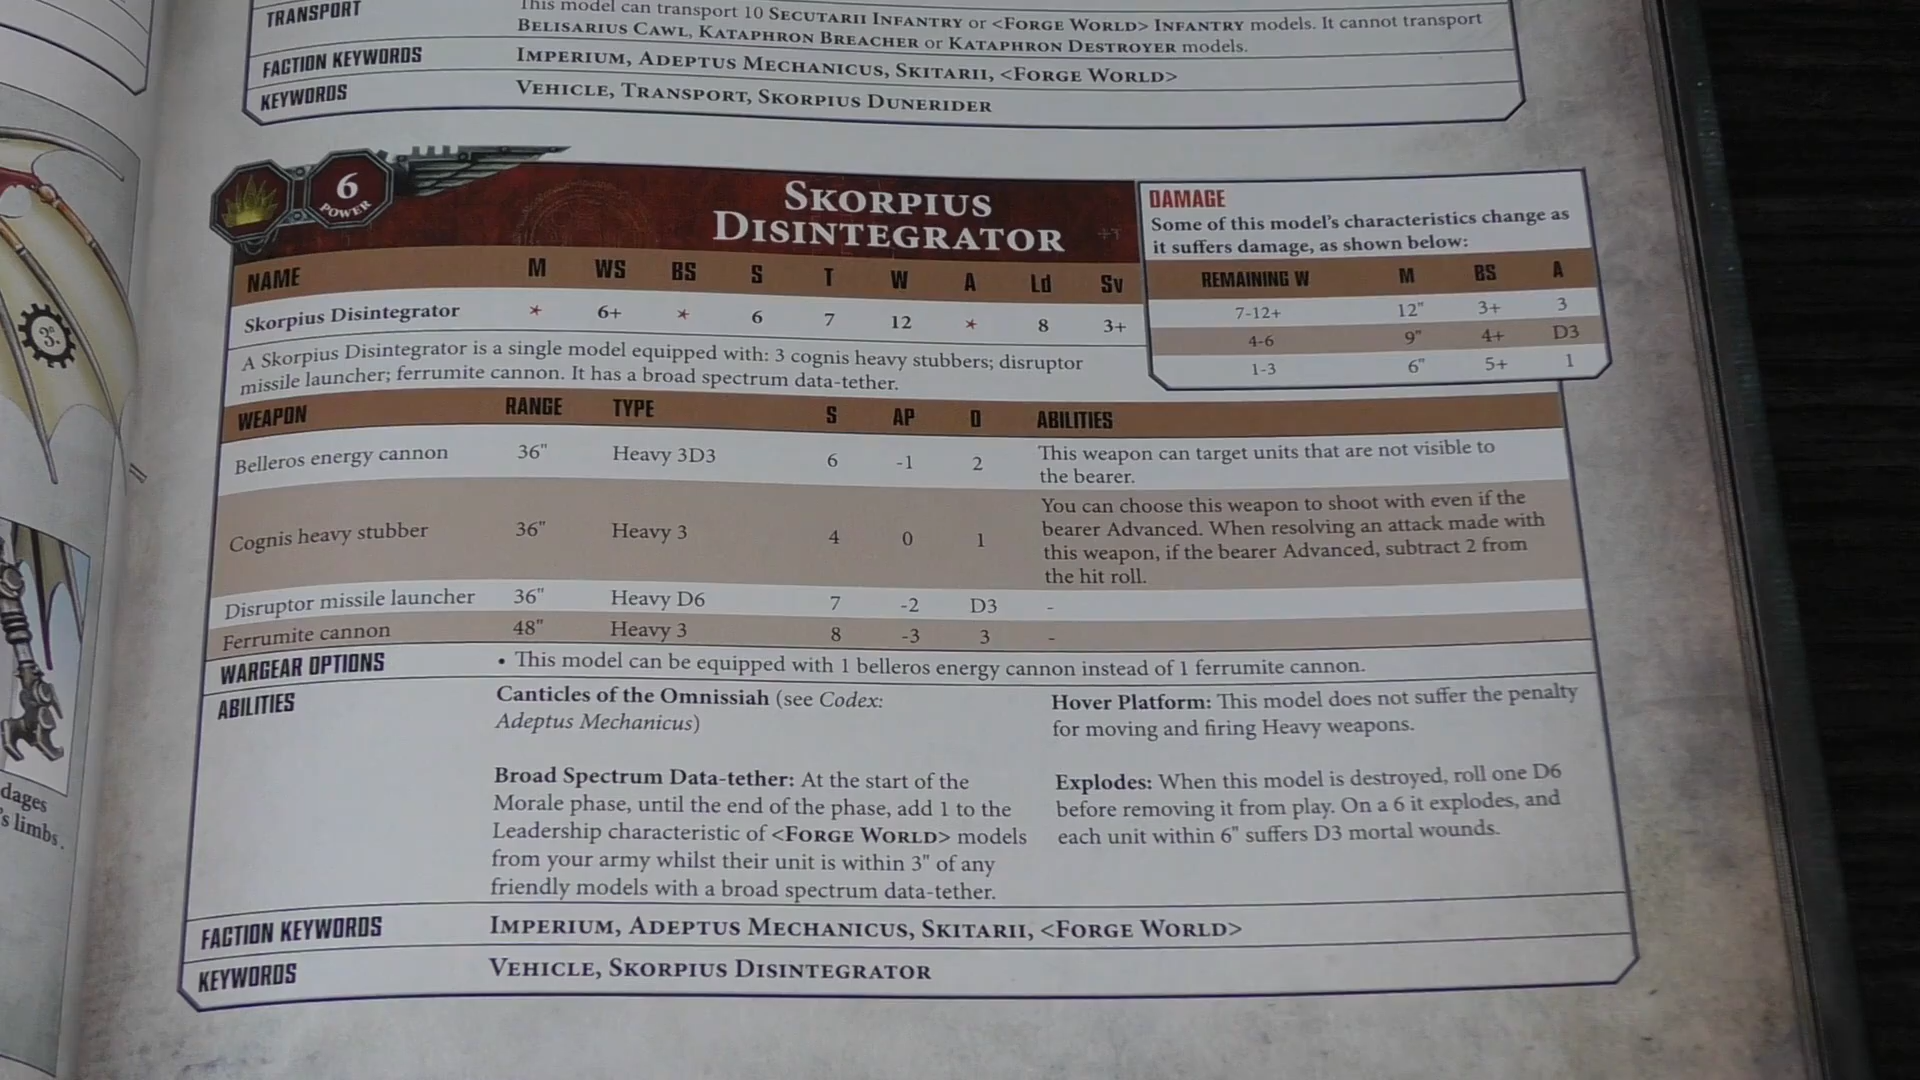 TRANSPORT
This model can transport 10 SECUTARII INFANTRY or <FORGE WORLD> INFANTRY models. It cannot transport
BELISARIUS CAWL, KATAPHRON BREACHER or KATAPHRON DESTROYER models.
FACTION KEYWORDS IMPERIUM, ADEPTUS MECHANICUS, SKITARII, <FORGE WORLD>
KEYWORDS VEHICLE, TRANSPORT, SKORPIUS DUNERIDER
6
POWER
SKORPIUS
DISINTEGRATOR
NAME M WS BS S T W A Ld Sv
Skorpius Disintegrator * 6+ * 6 7 12 * 8 3+
A Skorpius Disintegrator is a single model equipped with: 3 cognis heavy stubbers; disruptor
missile launcher; ferrumite cannon. It has a broad spectrum data-tether.
DAMAGE
Some of this model's characteristics change as
it suffers damage, as shown below:
REMAINING W M BS A
7-12+ 12" 3+ 3
4-6 9" 4+ D3
1-3 6" 5+ 1
WEAPON RANGE TYPE S AP D ABILITIES
Belleros energy cannon 36" Heavy 3D3 6 -1 2 This weapon can target units that are not visible to
the bearer.
Cognis heavy stubber 36" Heavy 3 4 0 1 You can choose this weapon to shoot with even if the
bearer Advanced. When resolving an attack made with
this weapon, if the bearer Advanced, subtract 2 from
the hit roll.
Disruptor missile launcher 36" Heavy D6 7 -2 D3 -
Ferrumite cannon 48" Heavy 3 8 -3 3 -
WARGEAR OPTIONS • This model can be equipped with 1 belleros energy cannon instead of 1 ferrumite cannon.
ABILITIES
Canticles of the Omnissiah (see Codex:
Adeptus Mechanicus)
Broad Spectrum Data-tether: At the start of the
Morale phase, until the end of the phase, add 1 to the
Leadership characteristic of <FORGE WORLD> models
from your army whilst their unit is within 3" of any
friendly models with a broad spectrum data-tether.
Hover Platform: This model does not suffer the penalty
for moving and firing Heavy weapons.
Explodes: When this model is destroyed, roll one D6
before removing it from play. On a 6 it explodes, and
each unit within 6" suffers D3 mortal wounds.
FACTION KEYWORDS IMPERIUM, ADEPTUS MECHANICUS, SKITARII, <FORGE WORLD>
KEYWORDS VEHICLE, SKORPIUS DISINTEGRATOR
3.
dages
's limbs.